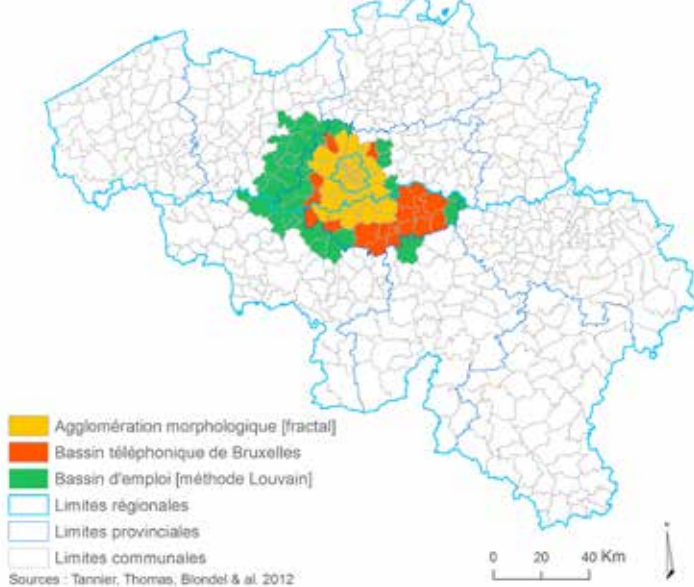 Agglomération morphologique [fractal]
Bassin téléphonique de Bruxelles
Bassin d'emploi [méthode Louvain]
Limites régionales
Limites provinciales
Limites communales
Sources : Tannier, Thomas, Blondel & al. 2012
0 20 40 Km